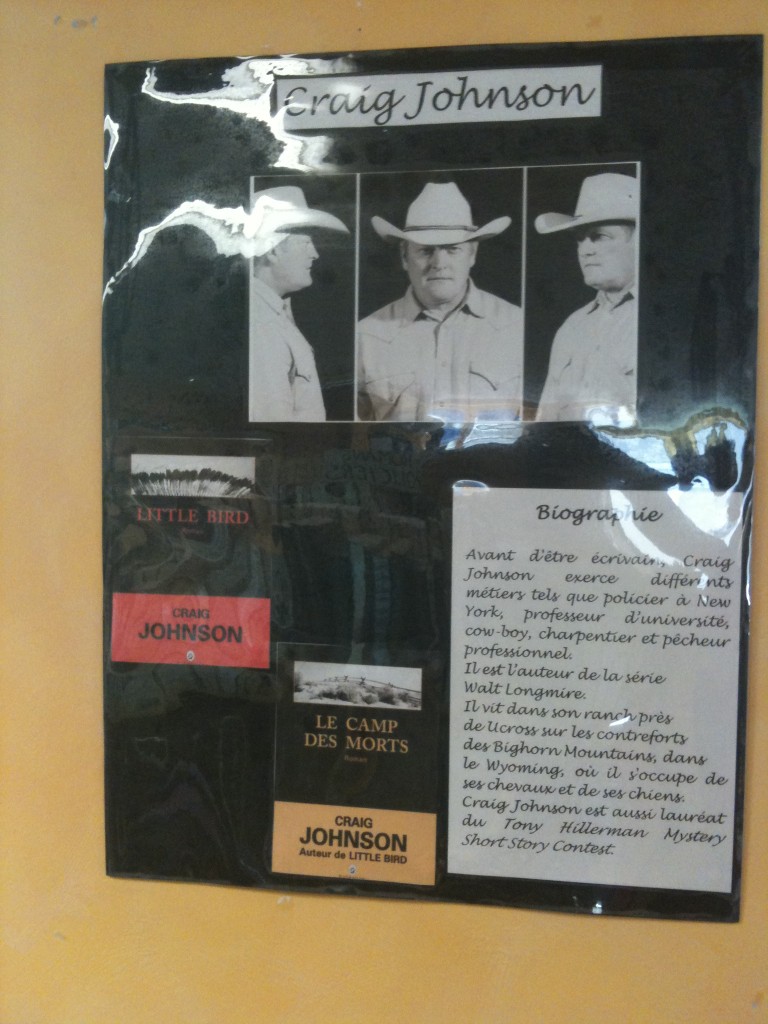 Craig Johnson
LITTLE BIRD
CRAIG
JOHNSON
LE CAMP
DES MORTS
Roman
CRAIG
JOHNSON
Auteur de LITTLE BIRD
Biographie
Avant d'être écrivain, Craig
Johnson exerce différents
métiers tels que policier à New
York, professeur d'université,
cow-boy, charpentier et pêcheur
professionnel.
Il est l'auteur de la série
Walt Longmire.
Il vit dans son ranch près
de Ucross sur les contreforts
des Bighorn Mountains, dans
le Wyoming, où il s'occupe de
ses chevaux et de ses chiens.
Craig Johnson est aussi lauréat
du Tony Hillerman Mystery
Short Story Contest.